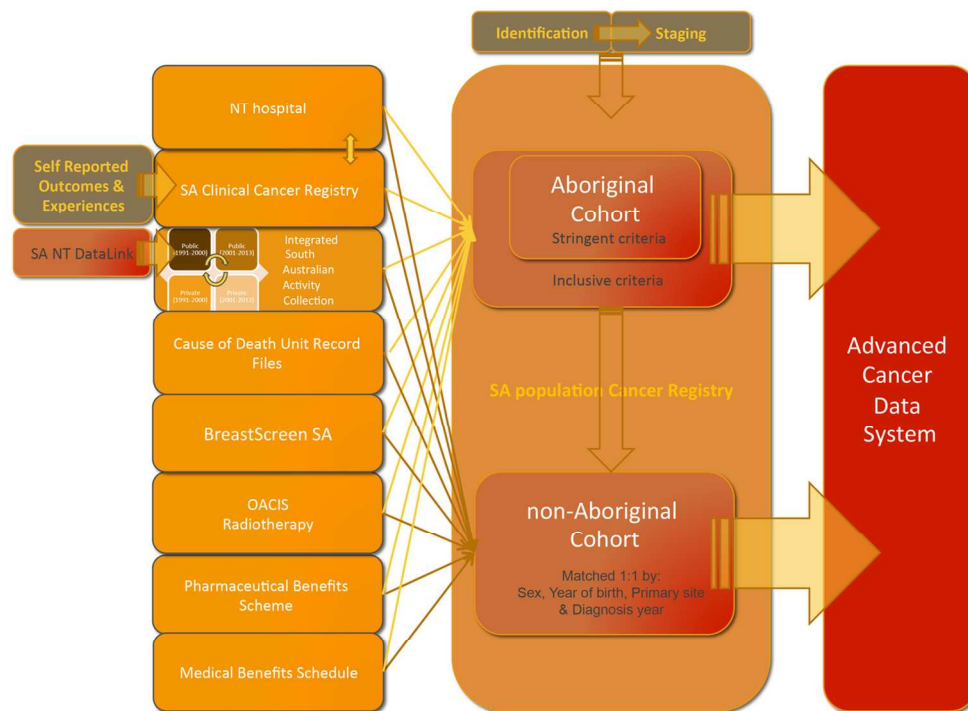 Identification
Staging
NT hospital
Self Reported
Outcomes &
Experiences
SA Clinical Cancer Registry
SA NT DataLink
Public
(1991-2000)
Public
(2001-2013)
Private
(1991-2000)
Private
(2001-2013)
Integrated
South
Australian
Activity
Collection
Cause of Death Unit Record
Files
BreastScreen SA
OACIS
Radiotherapy
Pharmaceutical Benefits
Scheme
Medical Benefits Schedule
Aboriginal
Cohort
Stringent criteria
Inclusive criteria
SA population Cancer Registry
non-Aboriginal
Cohort
Matched 1:1 by:
Sex, Year of birth, Primary site
& Diagnosis year
Advanced
Cancer
Data
System